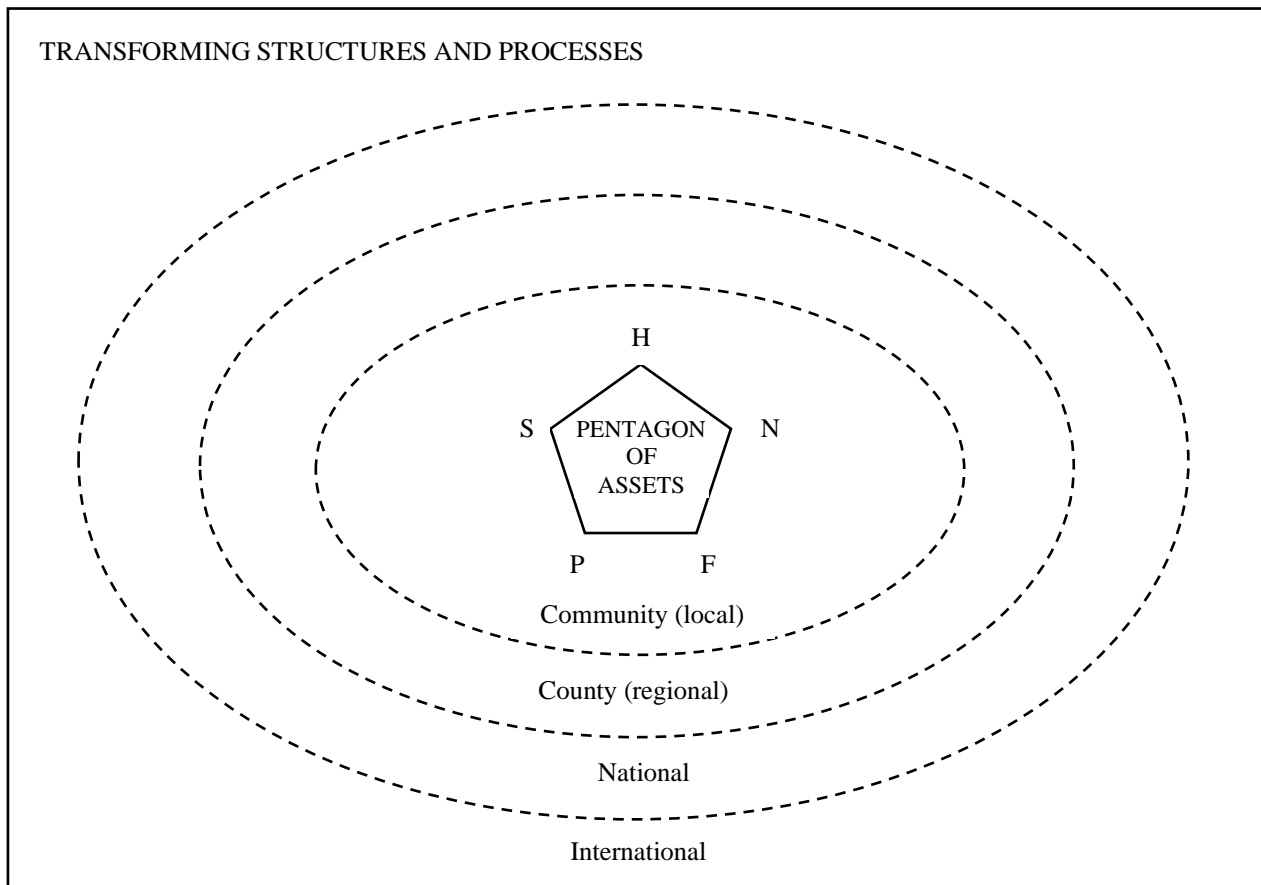 TRANSFORMING STRUCTURES AND PROCESSES
H
S
PENTAGON
N
OF
ASSETS
P
F
Community (local)
County (regional)
National
International